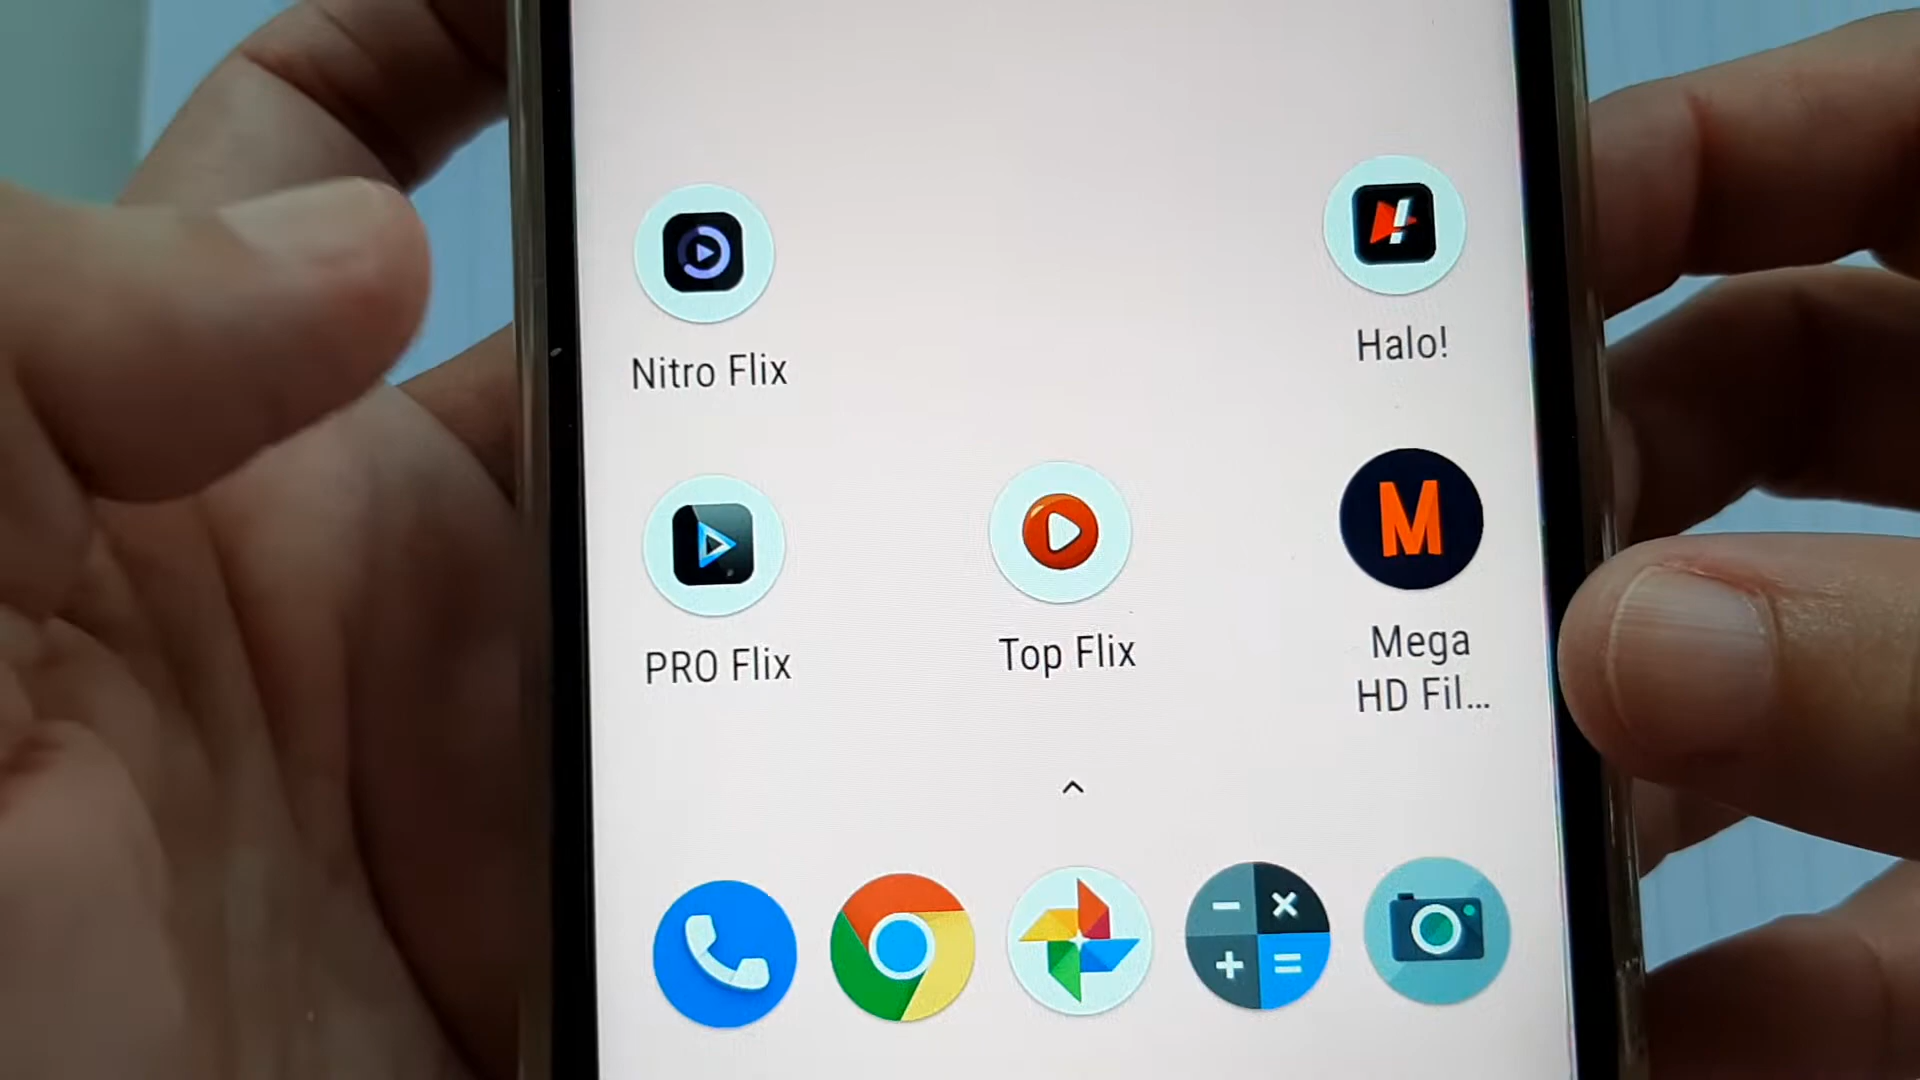 Nitro Flix
Halo!
PRO Flix
Top Flix
M
Mega
HD Fil...